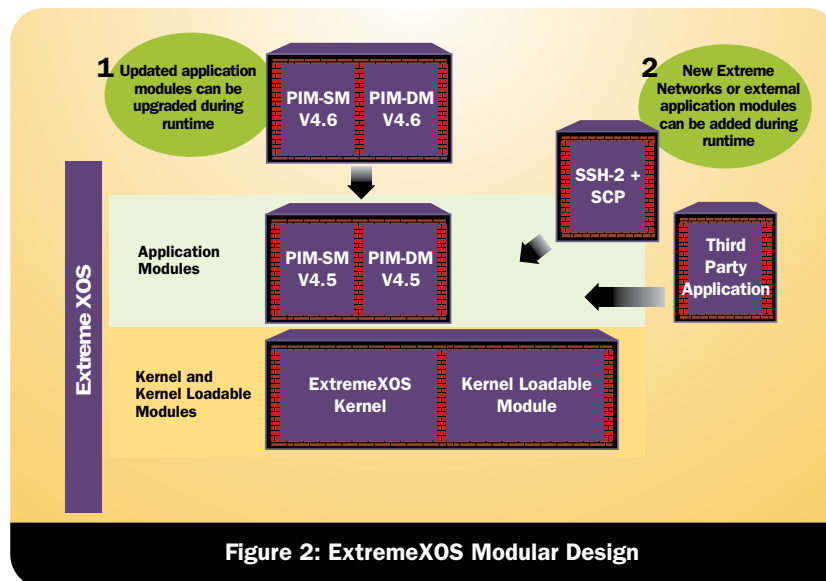 1
Updated application
modules can be
upgraded during
runtime
PIM-SM
V4.6
PIM-DM
V4.6
2
New Extreme
Networks or external
application modules
can be added during
runtime
SSH-2 +
SCP
Third
Party
Application
Extreme XOS
Application
Modules
PIM-SM
V4.5
PIM-DM
V4.5
Kernel and
Kernel Loadable
Modules
ExtremeXOS
Kernel
Kernel Loadable
Module
Figure 2: ExtremeXOS Modular Design